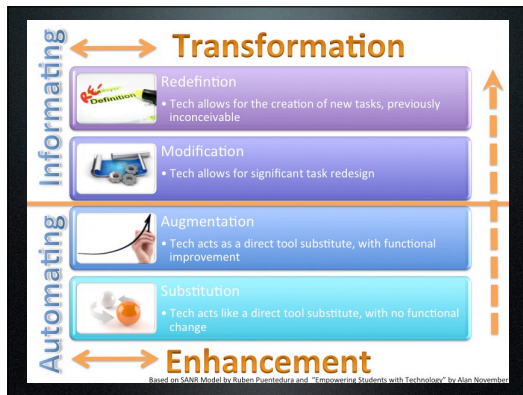 Transformation
Informating
Redefintion
• Tech allows for the creation of new tasks, previously
inconceivable
Modification
• Tech allows for significant task redesign
Automating
Augmentation
• Tech acts as a direct tool substitute, with functional
improvement
Substitution
• Tech acts like a direct tool substitute, with no functional
change
Enhancement
Based on SANR Model by Ruben Puentedura and "Empowering Students with Technology" by Alan November